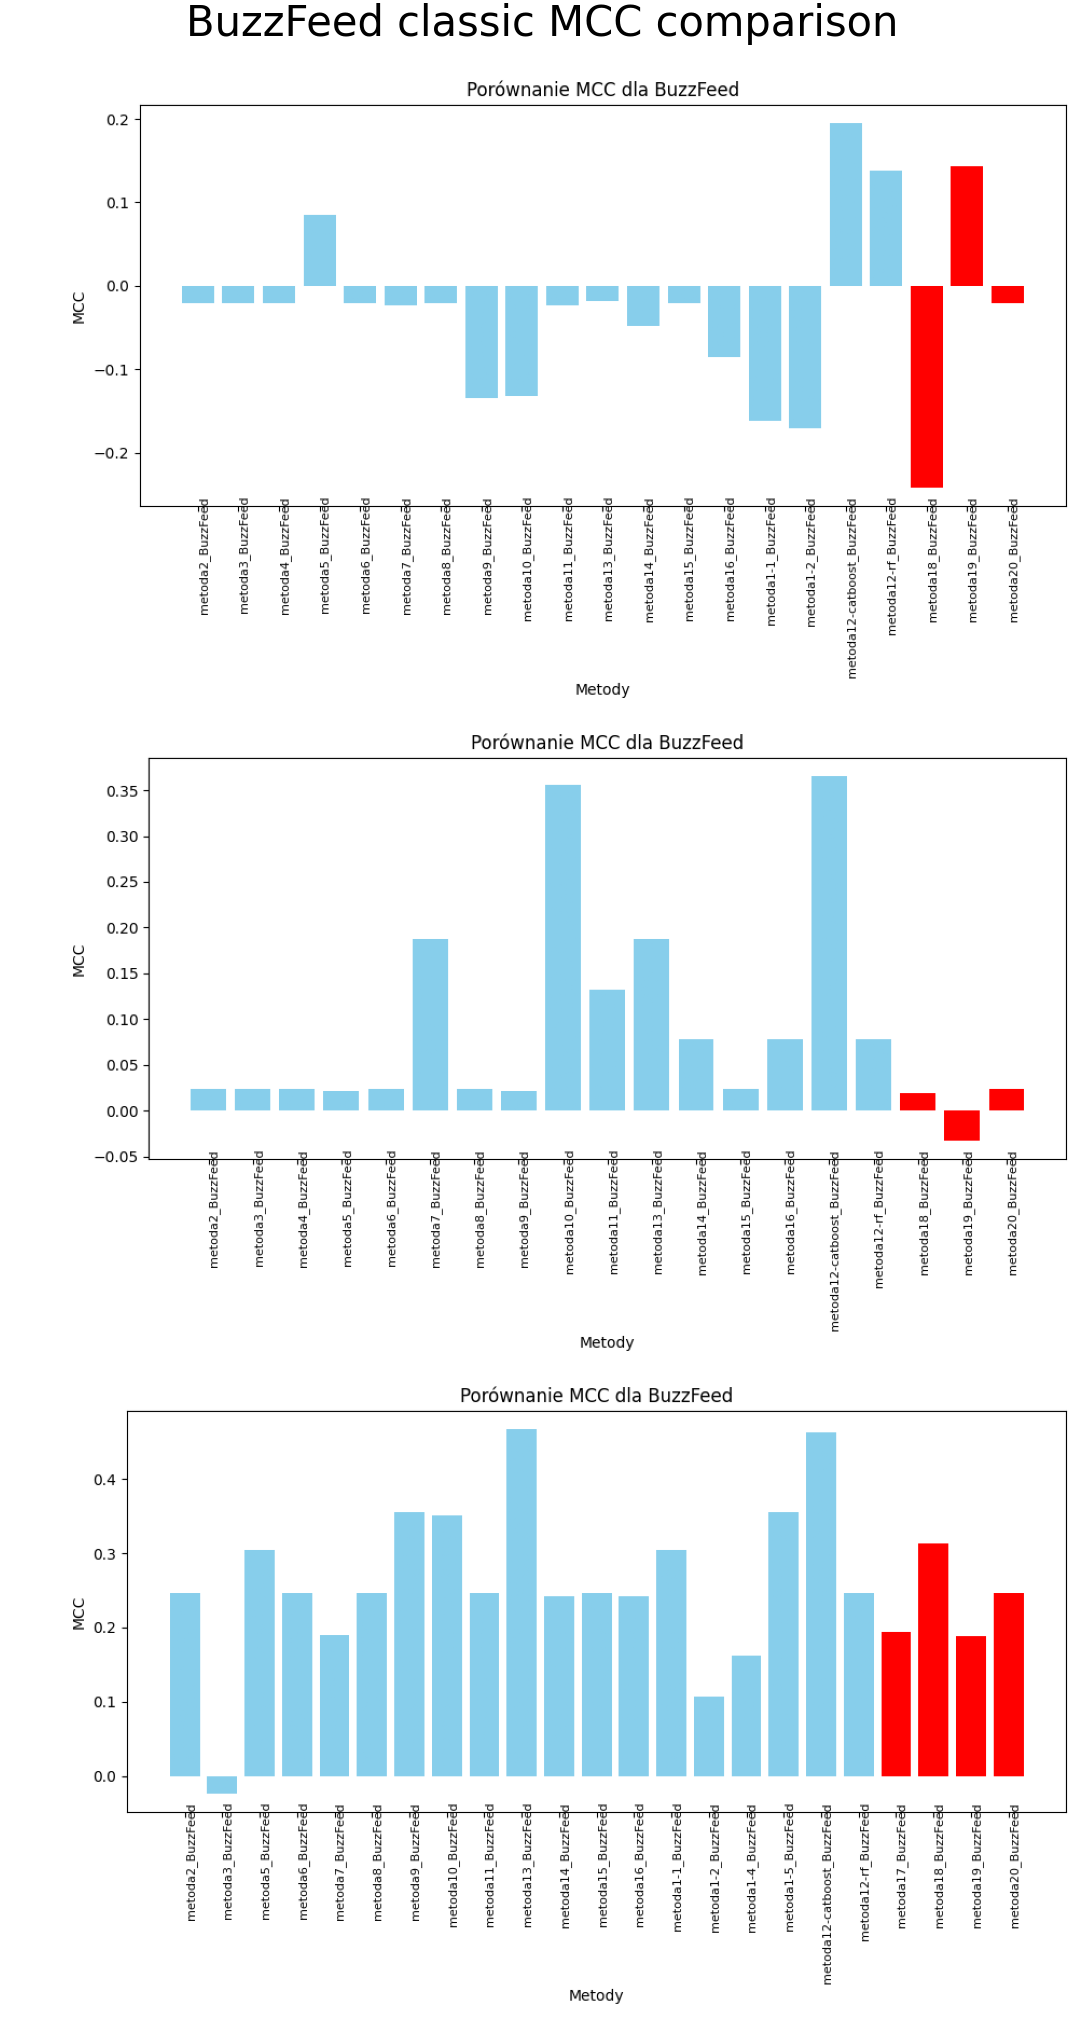 BuzzFeed classic MCC comparison
Porównanie MCC dla BuzzFeed
0.2
0.1
0.0
−0.1
−0.2
MCC
metoda2_BuzzFeed
metoda3_BuzzFeed
metoda4_BuzzFeed
metoda5_BuzzFeed
metoda6_BuzzFeed
metoda7_BuzzFeed
metoda8_BuzzFeed
metoda9_BuzzFeed
metoda10_BuzzFeed
metoda11_BuzzFeed
metoda13_BuzzFeed
metoda14_BuzzFeed
metoda15_BuzzFeed
metoda16_BuzzFeed
metoda1-1_BuzzFeed
metoda1-2_BuzzFeed
metoda12-catboost_BuzzFeed
metoda12-rf_BuzzFeed
metoda18_BuzzFeed
metoda19_BuzzFeed
metoda20_BuzzFeed
Metody
Porównanie MCC dla BuzzFeed
0.35
0.30
0.25
0.20
0.15
0.10
0.05
0.00
−0.05
MCC
metoda2_BuzzFeed
metoda3_BuzzFeed
metoda4_BuzzFeed
metoda5_BuzzFeed
metoda6_BuzzFeed
metoda7_BuzzFeed
metoda8_BuzzFeed
metoda9_BuzzFeed
metoda10_BuzzFeed
metoda11_BuzzFeed
metoda13_BuzzFeed
metoda14_BuzzFeed
metoda15_BuzzFeed
metoda16_BuzzFeed
metoda12-catboost_BuzzFeed
metoda12-rf_BuzzFeed
metoda18_BuzzFeed
metoda19_BuzzFeed
metoda20_BuzzFeed
Metody
Porównanie MCC dla BuzzFeed
0.4
0.3
0.2
0.1
0.0
MCC
metoda2_BuzzFeed
metoda3_BuzzFeed
metoda5_BuzzFeed
metoda6_BuzzFeed
metoda7_BuzzFeed
metoda8_BuzzFeed
metoda9_BuzzFeed
metoda10_BuzzFeed
metoda11_BuzzFeed
metoda13_BuzzFeed
metoda14_BuzzFeed
metoda15_BuzzFeed
metoda16_BuzzFeed
metoda1-1_BuzzFeed
metoda1-2_BuzzFeed
metoda1-4_BuzzFeed
metoda1-5_BuzzFeed
metoda12-catboost_BuzzFeed
metoda12-rf_BuzzFeed
metoda17_BuzzFeed
metoda18_BuzzFeed
metoda19_BuzzFeed
metoda20_BuzzFeed
Metody